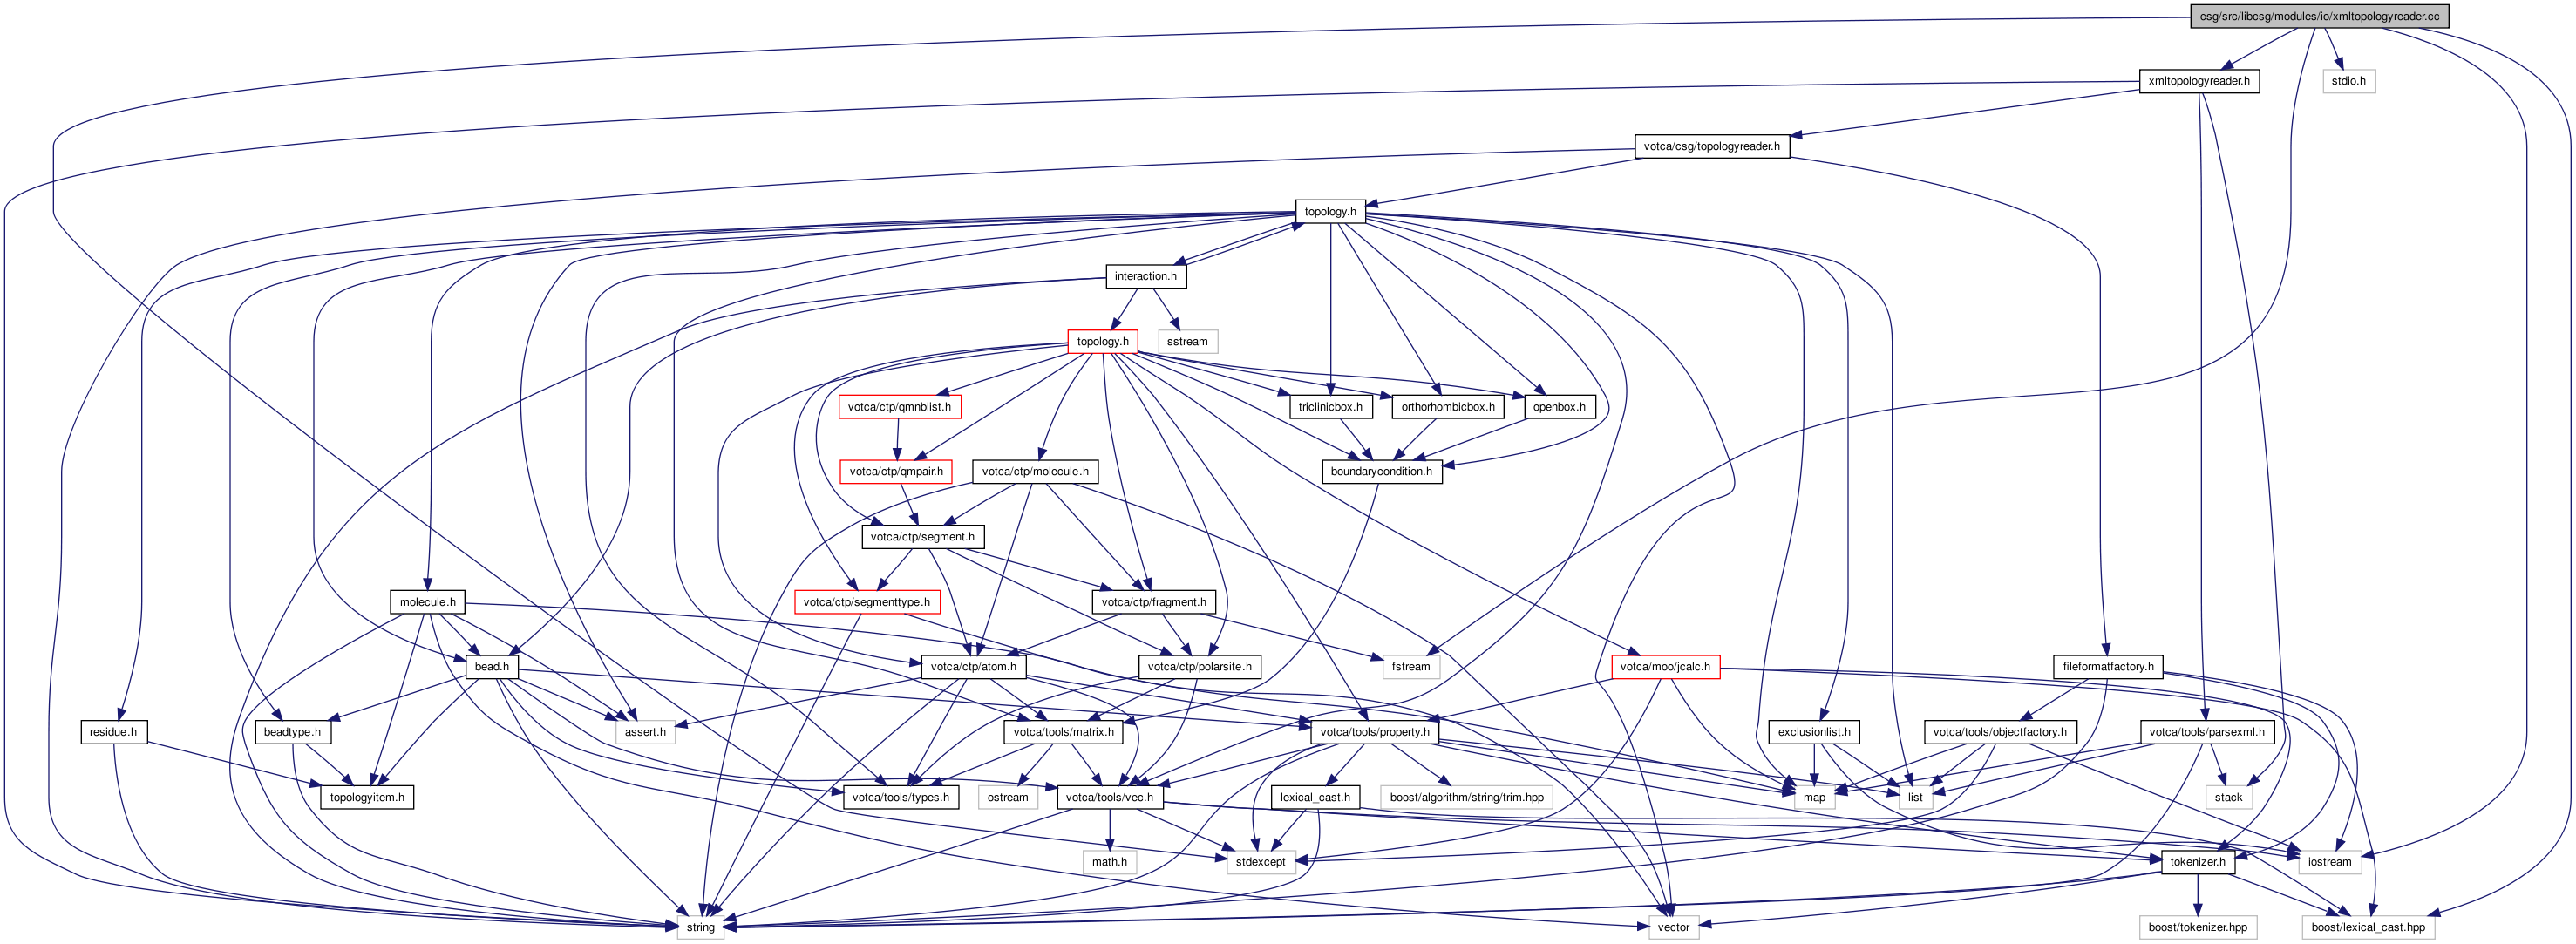 csg/src/libcsg/modules/io/xmltopologyreader.cc
xmltopologyreader.h
stdio.h
votca/csg/topologyreader.h
topology.h
interaction.h
topology.h
sstream
votca/ctp/qmnblist.h
triclinicbox.h
orthorhombicbox.h
openbox.h
votca/ctp/qmpair.h
votca/ctp/molecule.h
boundarycondition.h
votca/ctp/segment.h
molecule.h
votca/ctp/segmenttype.h
votca/ctp/fragment.h
bead.h
votca/ctp/atom.h
votca/ctp/polarsite.h
fstream
votca/moo/jcalc.h
fileformatfactory.h
residue.h
beadtype.h
assert.h
votca/tools/matrix.h
votca/tools/property.h
exclusionlist.h
votca/tools/objectfactory.h
votca/tools/parsexml.h
topologyitem.h
votca/tools/types.h
ostream
votca/tools/vec.h
lexical_cast.h
boost/algorithm/string/trim.hpp
map
list
stack
math.h
stdexcept
tokenizer.h
iostream
string
vector
boost/tokenizer.hpp
boost/lexical_cast.hpp